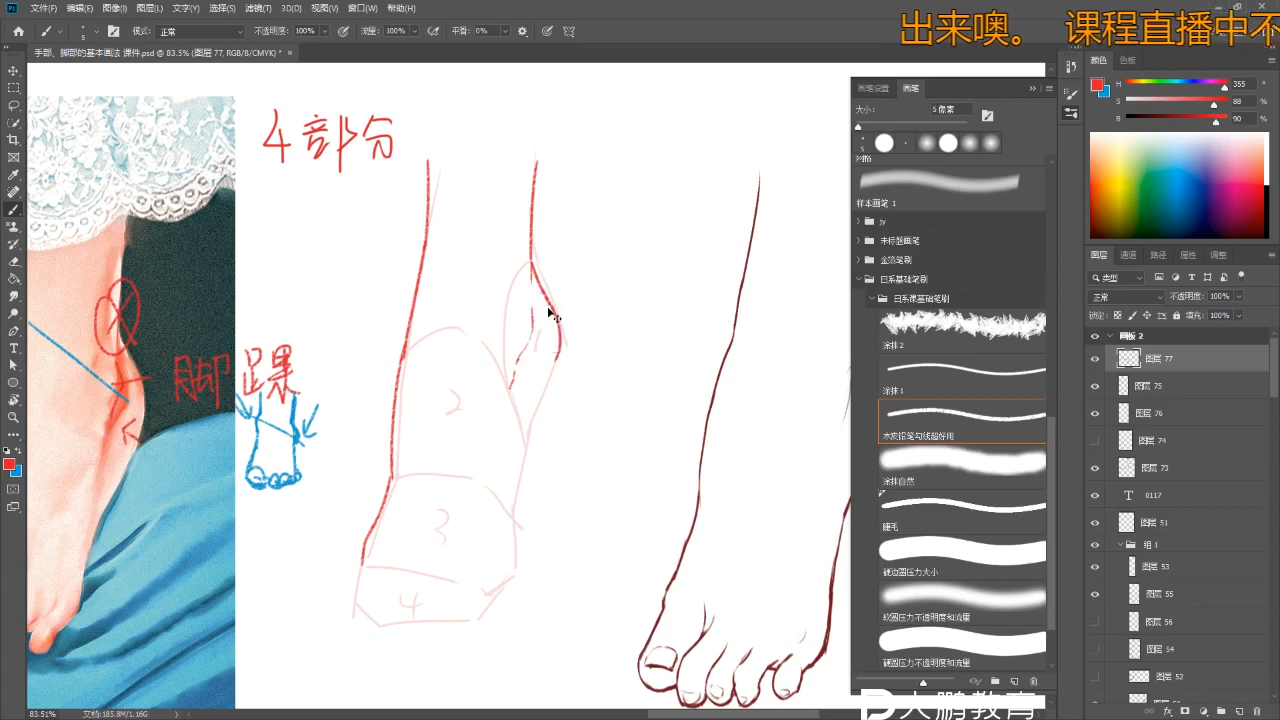 文件(F) 编辑(E) 图像(I) 图层(L) 文字(Y) 选择(S) 滤镜(T) 3D(D) 视图(V) 窗口(W) 帮助(H)
模式: 正常 不透明度: 100% 流量: 100% 平滑: 0%
出来噢。 课程直播中不
手部、脚部的基本画法 课件.psd @ 83.5% (图层 77, RGB/8/CMYK) *
4部分
脚踝
2
3
4
画笔设置 画笔
大小: 5 像素
样本画笔 1
yy
未标题画笔
金箔笔刷
日系基础笔刷
日系课基础笔刷
涂抹 2
涂抹 1
木炭铅笔勾线超好用
涂抹自然
睫毛
硬边圆压力大小
软圆压力不透明度和流量
硬圆压力不透明度和流量
颜色 色板
H 355 °
S 88 %
B 90 %
图层 通道 路径 属性 调整
类型
正常 不透明度: 100%
锁定: 填充: 100%
画板 2
图层 77
图层 75
图层 76
图层 74
图层 73
T 0117
图层 51
组 1
图层 53
图层 55
图层 56
图层 54
图层 52
83.51% 文档:185.8M/1.16G
大鹏教育